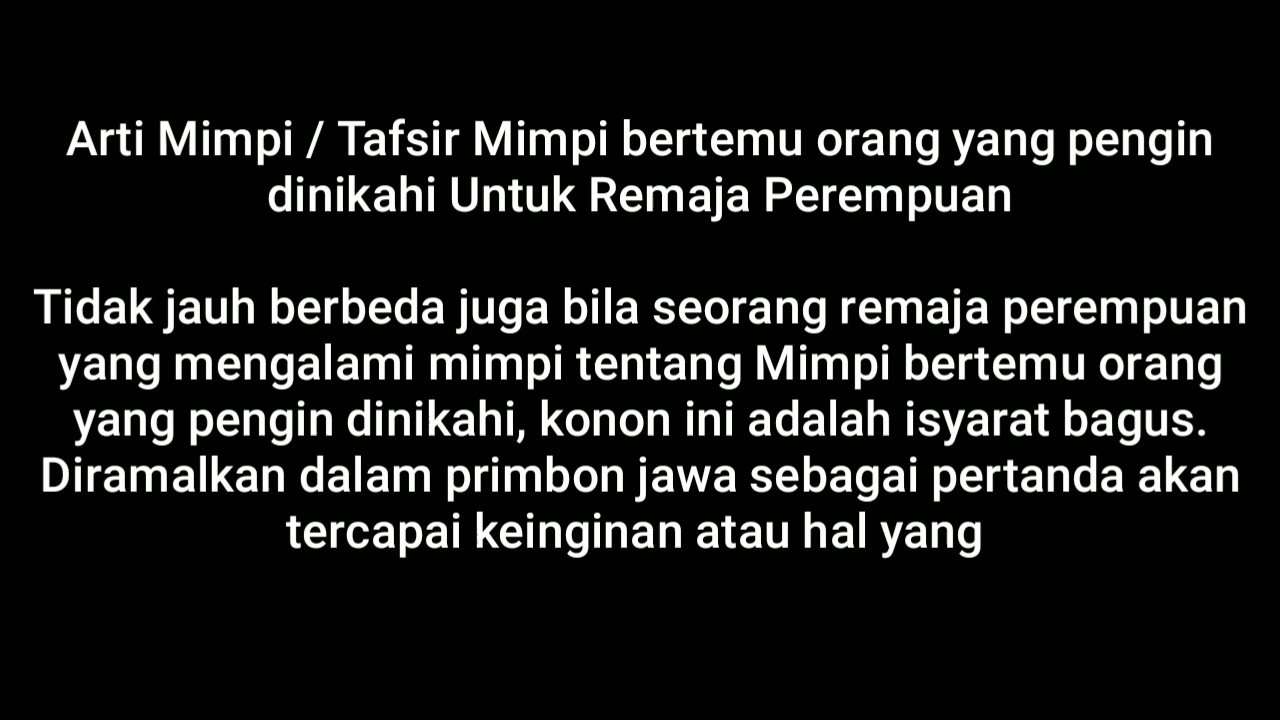 Arti Mimpi / Tafsir Mimpi bertemu orang yang pengin
dinikahi Untuk Remaja Perempuan
Tidak jauh berbeda juga bila seorang remaja perempuan
yang mengalami mimpi tentang Mimpi bertemu orang
yang pengin dinikahi, konon ini adalah isyarat bagus.
Diramalkan dalam primbon jawa sebagai pertanda akan
tercapai keinginan atau hal yang